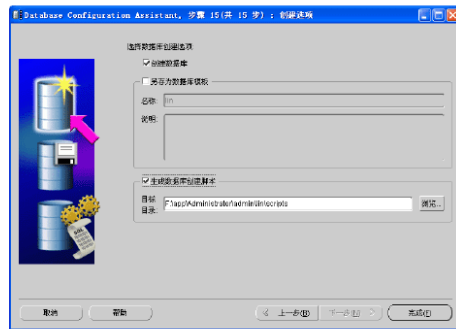 Database Configuration Assistant, 步骤 15(共 15 步) : 创建选项
选择数据库创建选项
创建数据库
另存为数据库模板
名称:
说明:
生成数据库创建脚本
目标
目录:
F:\app\Administrator\admin\lin\scripts
浏览...
取消
帮助
上一步(B)
下一步(N)
完成(F)